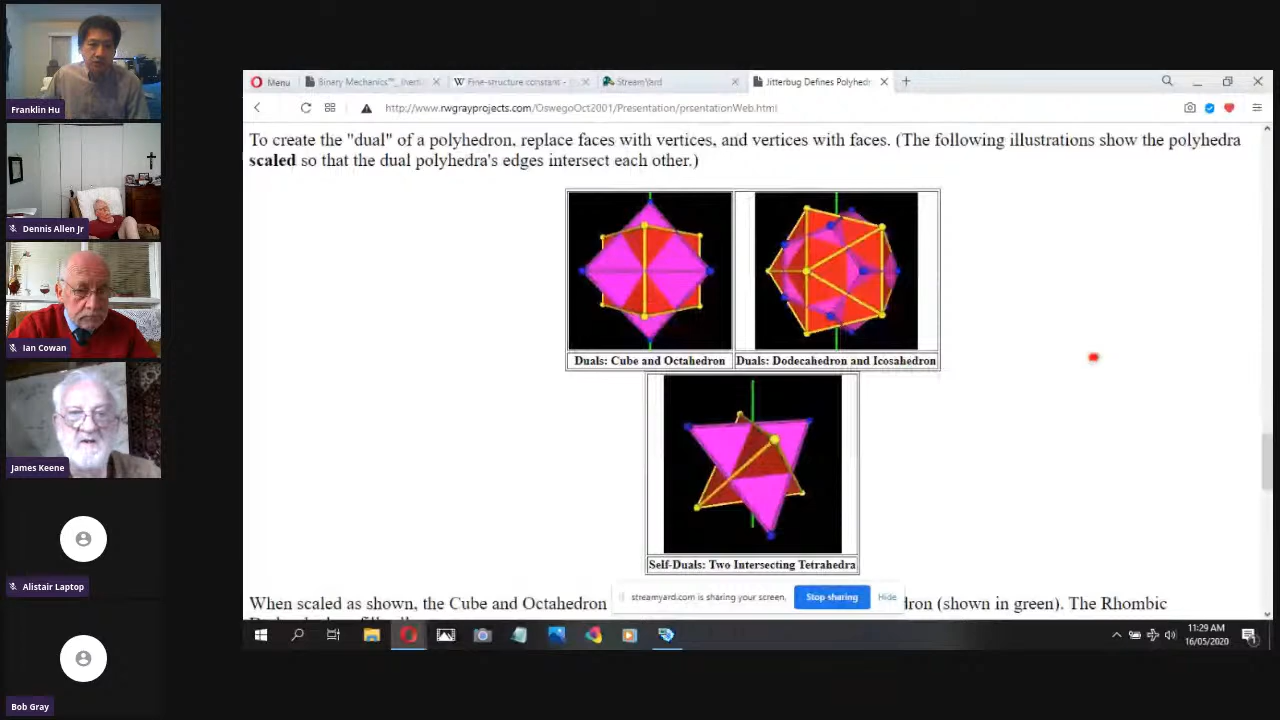 Franklin Hu
Dennis Allen Jr
Ian Cowan
James Keene
Alistair Laptop
Bob Gray
Menu
Binary Mechanics™
Fine-structure constant -
StreamYard
Jitterbug Defines Polyhedr
http://www.rwgrayprojects.com/OswegoOct2001/Presentation/prsentationWeb.html
To create the "dual" of a polyhedron, replace faces with vertices, and vertices with faces. (The following illustrations show the polyhedra
scaled so that the dual polyhedra's edges intersect each other.)
Duals: Cube and Octahedron
Duals: Dodecahedron and Icosahedron
Self-Duals: Two Intersecting Tetrahedra
streamyard.com is sharing your screen.
Stop sharing
Hide
When scaled as shown, the Cube and Octahedron
dron (shown in green). The Rhombic
11:29 AM
16/05/2020